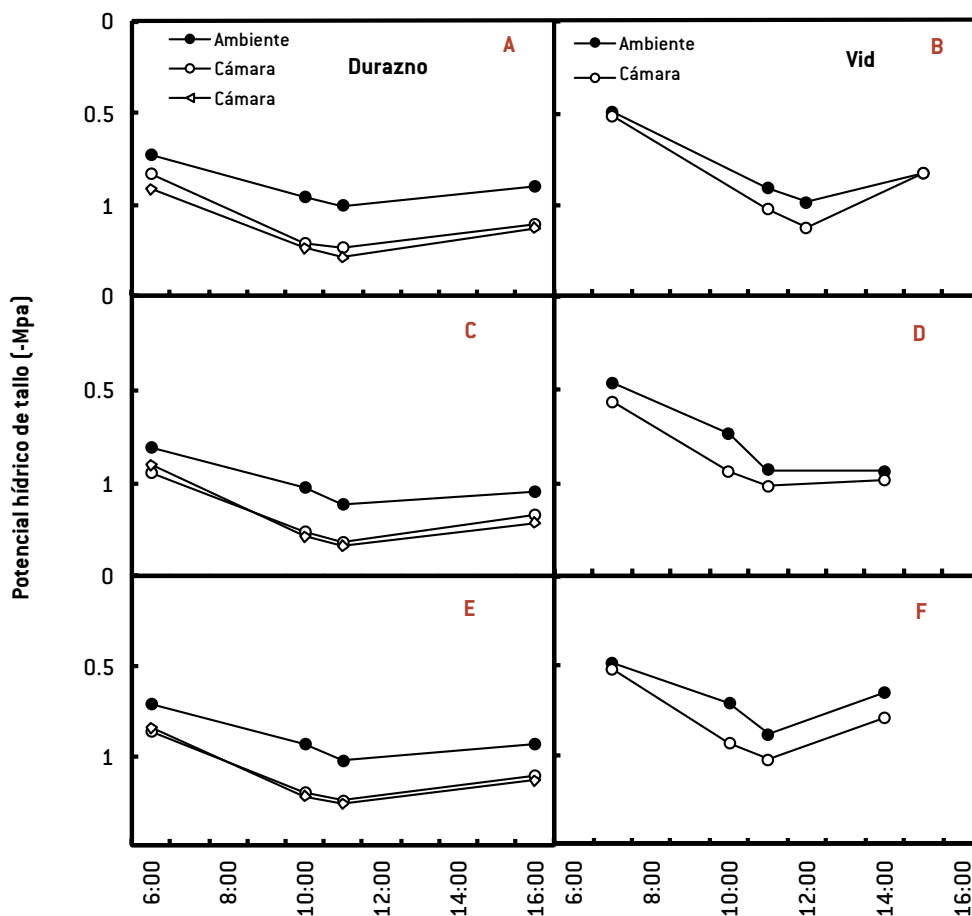 0
0.5
1
0
0.5
1
0
0.5
1
Potencial hídrico de tallo (-Mpa)
Ambiente
Cámara
Cámara
Durazno
A
Ambiente
Cámara
Vid
B
C
D
E
F
6:00
8:00
10:00
12:00
14:00
16:00
6:00
8:00
10:00
12:00
14:00
16:00